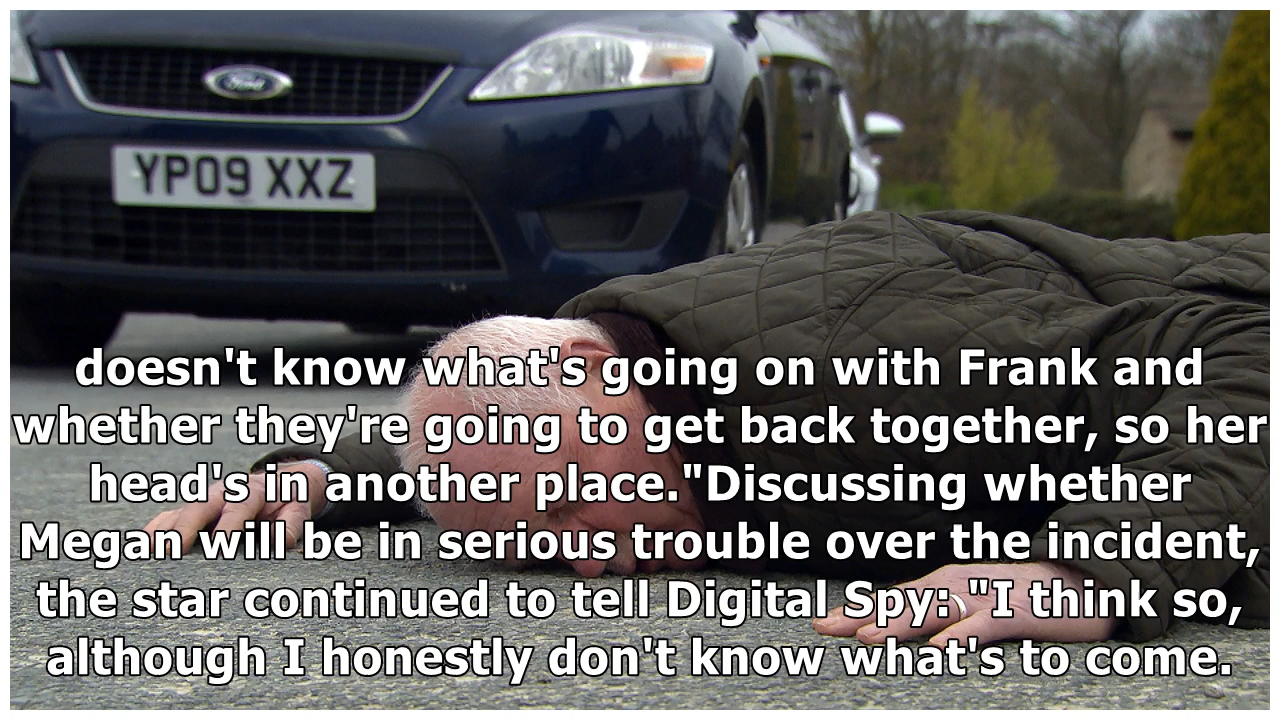 Ford
YP09 XXZ
doesn't know what's going on with Frank and
whether they're going to get back together, so her
head's in another place."Discussing whether
Megan will be in serious trouble over the incident,
the star continued to tell Digital Spy: "I think so,
although I honestly don't know what's to come.